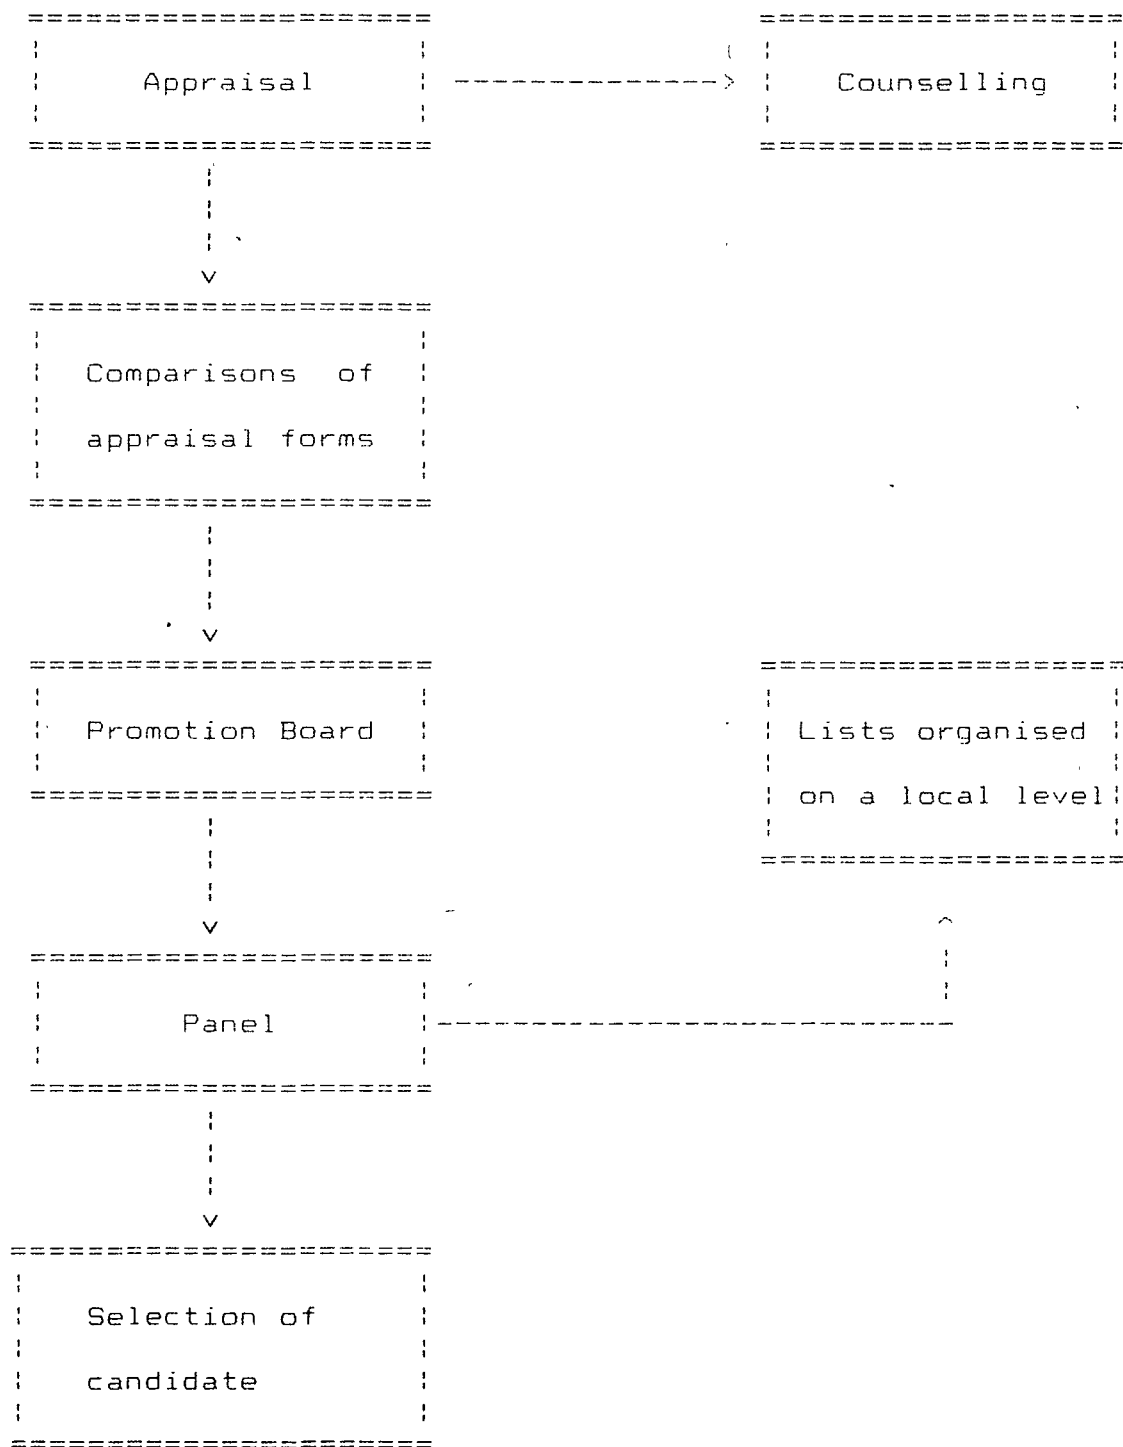 Appraisal
Counselling
Comparisons of
appraisal forms
Promotion Board
Lists organised
on a local level
Panel
Selection of
candidate